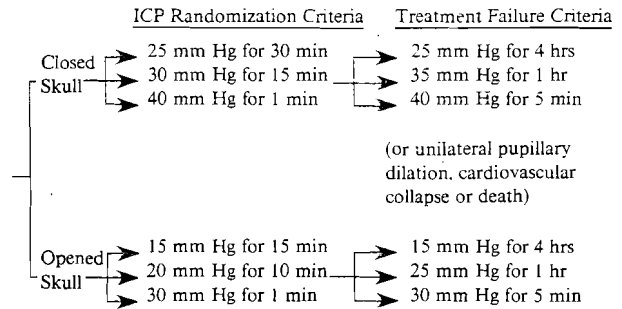 ICP Randomization Criteria Treatment Failure Criteria
Closed Skull
25 mm Hg for 30 min 25 mm Hg for 4 hrs
30 mm Hg for 15 min 35 mm Hg for 1 hr
40 mm Hg for 1 min 40 mm Hg for 5 min
(or unilateral pupillary
dilation, cardiovascular
collapse or death)
Opened Skull
15 mm Hg for 15 min 15 mm Hg for 4 hrs
20 mm Hg for 10 min 25 mm Hg for 1 hr
30 mm Hg for 1 min 30 mm Hg for 5 min